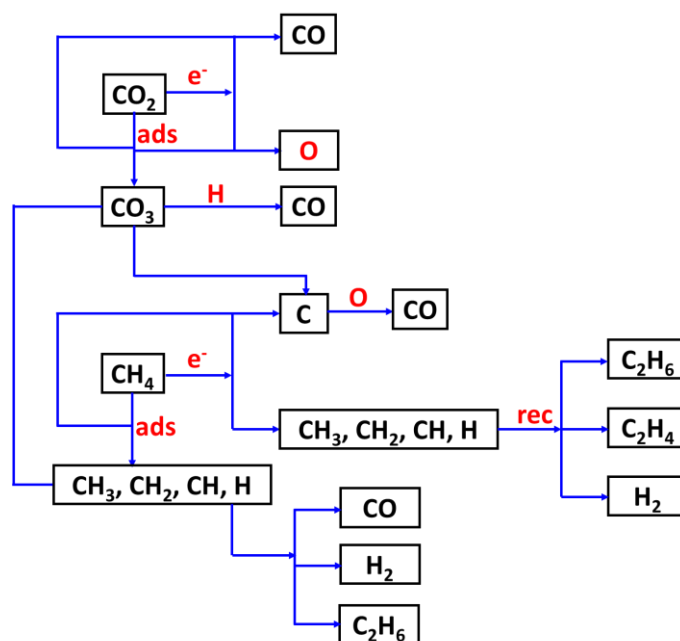 CO
CO₂
e⁻
ads
O
CO₃
H
CO
C
O
CO
CH₄
e⁻
ads
C₂H₆
CH₃, CH₂, CH, H
rec
C₂H₄
CH₃, CH₂, CH, H
H₂
CO
H₂
C₂H₆